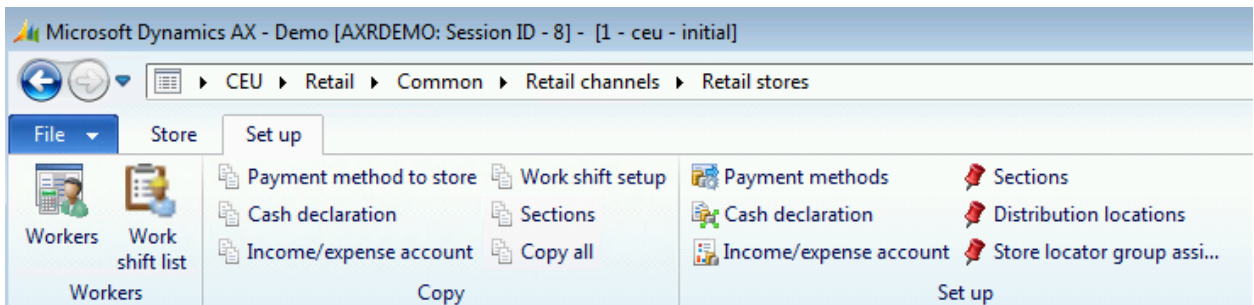 Microsoft Dynamics AX - Demo [AXRDEMO: Session ID - 8] - [1 - ceu - initial]
CEU Retail Common Retail channels Retail stores
File Store Set up
Workers
Work shift list
Workers
Payment method to store
Cash declaration
Income/expense account
Work shift setup
Sections
Copy all
Copy
Payment methods
Cash declaration
Income/expense account
Sections
Distribution locations
Store locator group assi...
Set up